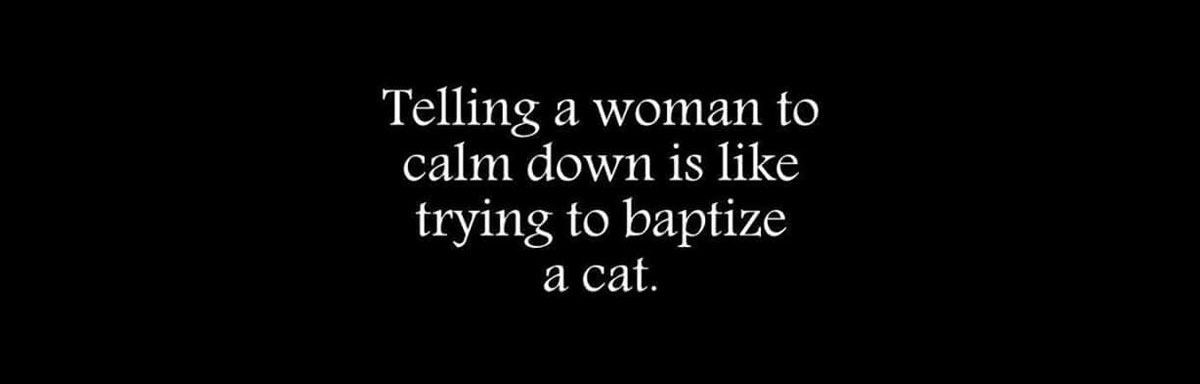 Telling a woman to
calm down is like
trying to baptize
a cat.